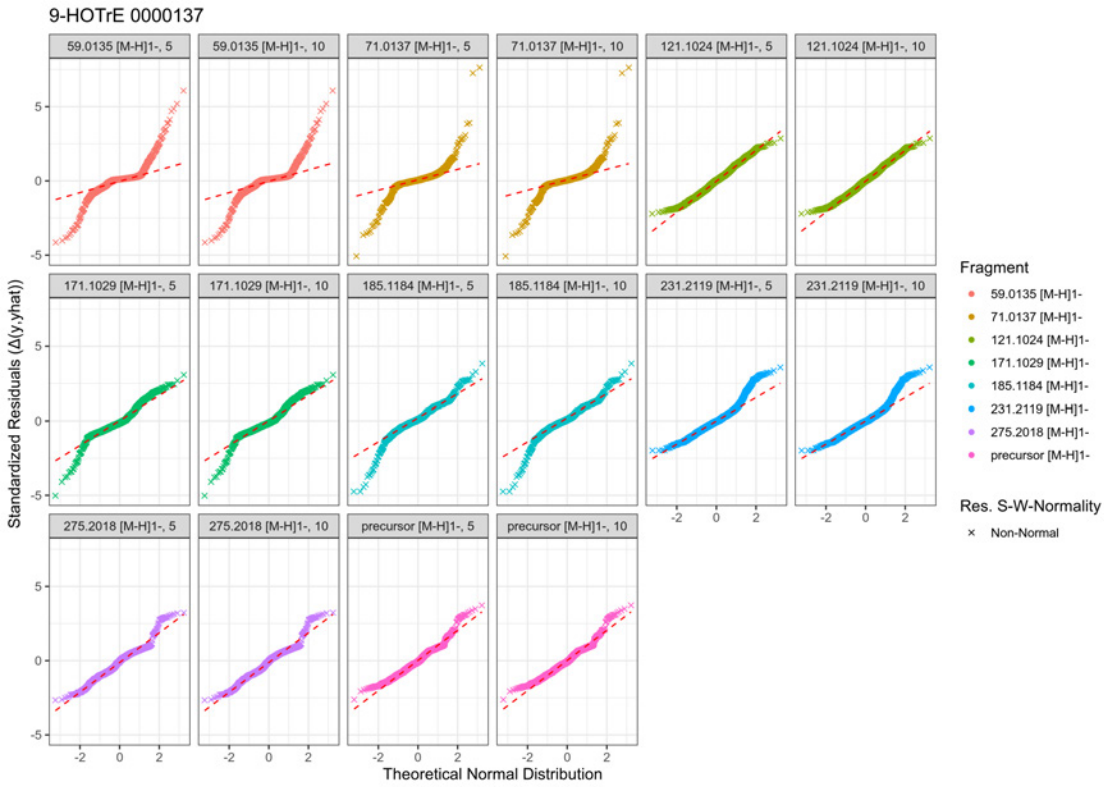 9-HOTrE 0000137
59.0135 [M-H]1-, 5
59.0135 [M-H]1-, 10
71.0137 [M-H]1-, 5
71.0137 [M-H]1-, 10
121.1024 [M-H]1-, 5
121.1024 [M-H]1-, 10
5
0
-5
171.1029 [M-H]1-, 5
171.1029 [M-H]1-, 10
185.1184 [M-H]1-, 5
185.1184 [M-H]1-, 10
231.2119 [M-H]1-, 5
231.2119 [M-H]1-, 10
5
0
-5
-2 0 2
-2 0 2
275.2018 [M-H]1-, 5
275.2018 [M-H]1-, 10
precursor [M-H]1-, 5
precursor [M-H]1-, 10
5
0
-5
-2 0 2
-2 0 2
-2 0 2
-2 0 2
Theoretical Normal Distribution
Standardized Residuals (Δ(y,yhat))
Fragment
59.0135 [M-H]1-
71.0137 [M-H]1-
121.1024 [M-H]1-
171.1029 [M-H]1-
185.1184 [M-H]1-
231.2119 [M-H]1-
275.2018 [M-H]1-
precursor [M-H]1-
Res. S-W-Normality
Non-Normal